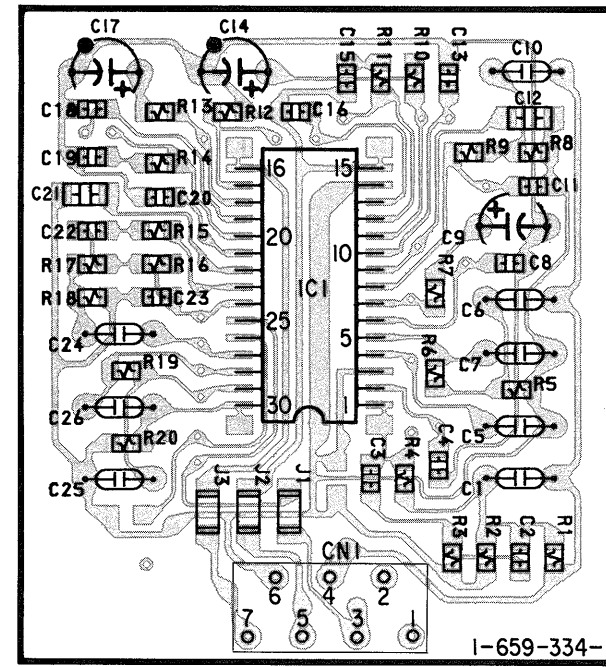 C17
C14
C15
R11
R10
C13
C10
C18
R13
R12
C16
C12
C19
R14
R9
R8
C21
C20
C11
C22
R15
C9
R17
R16
C8
R18
C23
R7
C6
C24
R19
R6
C7
R5
C26
R20
C5
C25
C3
R4
C4
C1
16
15
20
10
IC1
25
5
30
1
J3
J2
J1
R3
R2
C2
R1
CN1
6
4
2
7
5
3
1
1-659-334-